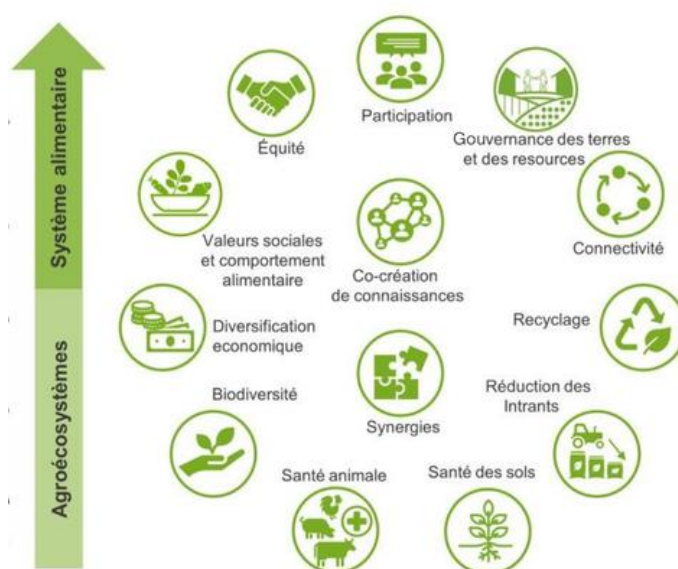 Système alimentaire
Agroécosystèmes
Participation
Équité
Gouvernance des terres
et des resources
Valeurs sociales
et comportement
alimentaire
Co-création
de connaissances
Connectivité
Diversification
economique
Recyclage
Biodiversité
Synergies
Réduction des
Intrants
Santé animale
Santé des sols